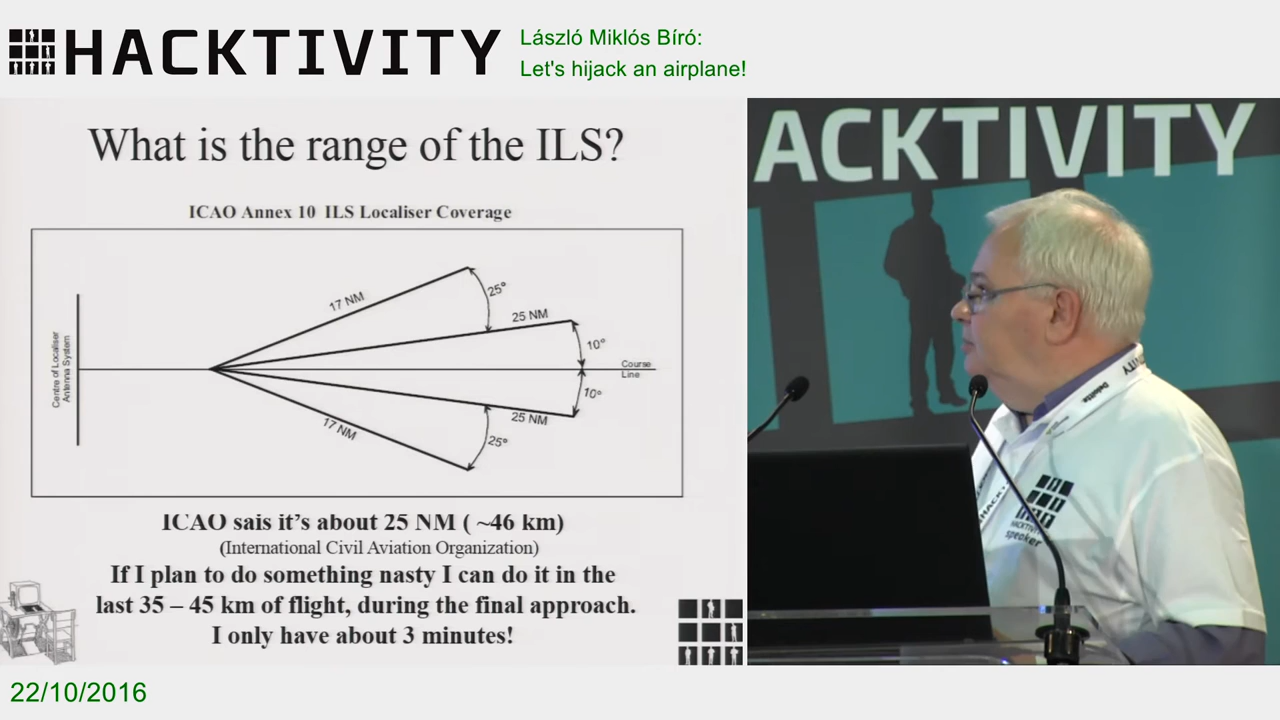 HACKTIVITY
László Miklós Bíró:
Let's hijack an airplane!
What is the range of the ILS?
ICAO Annex 10 ILS Localiser Coverage
17 NM
25°
25 NM
10°
Centre of Localiser
Antenna System
Course
Line
10°
25 NM
17 NM
25°
ICAO sais it's about 25 NM ( ~46 km)
(International Civil Aviation Organization)
If I plan to do something nasty I can do it in the
last 35 – 45 km of flight, during the final approach.
I only have about 3 minutes!
ACKTIVITY
Deloitte
HACK
HACKTIVITY
speaker
22/10/2016